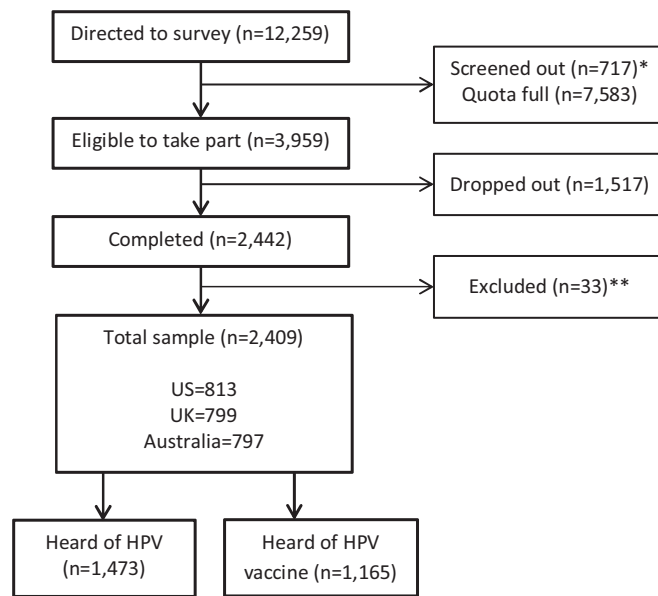 Directed to survey (n=12,259)
Screened out (n=717)*
Quota full (n=7,583)
Eligible to take part (n=3,959)
Dropped out (n=1,517)
Completed (n=2,442)
Excluded (n=33)**
Total sample (n=2,409)
US=813
UK=799
Australia=797
Heard of HPV
(n=1,473)
Heard of HPV
vaccine (n=1,165)